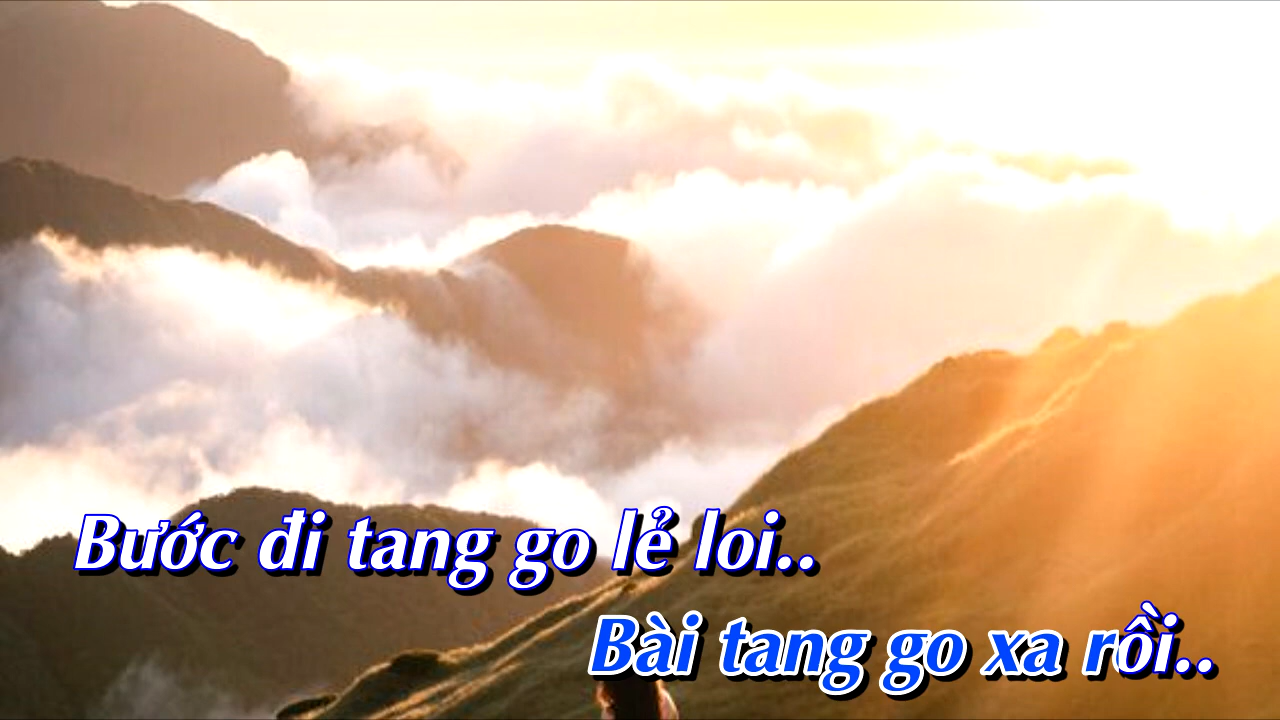 Bước đi tang go lẻ loi..
Bài tang go xa rồi..